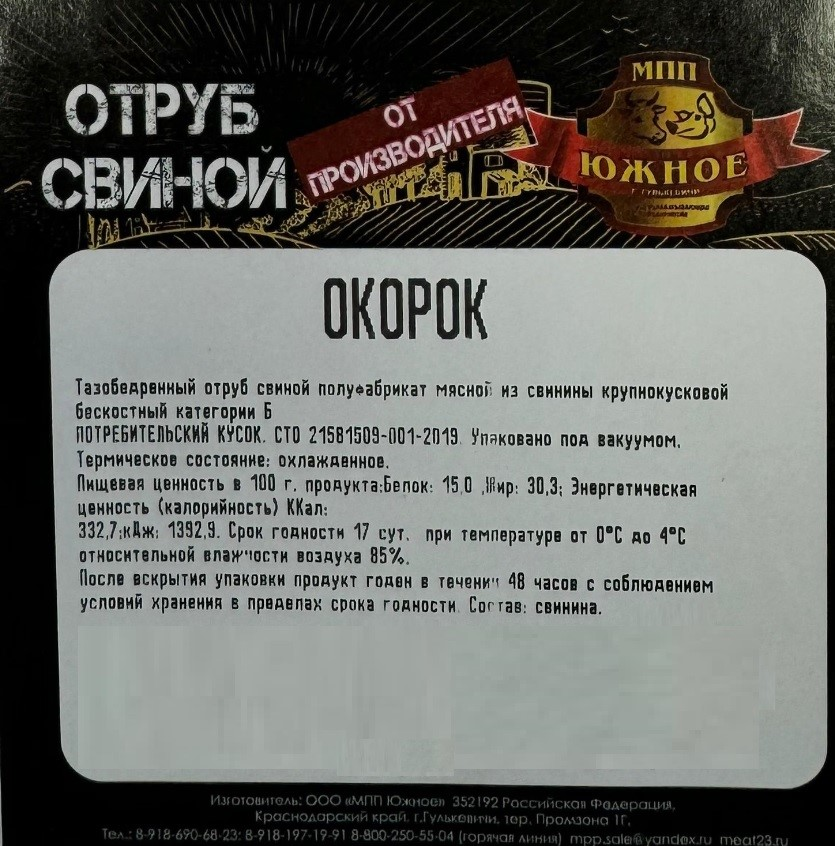 ОТРУБ
СВИНОЙ
ОТ
ПРОИЗВОДИТЕЛЯ
МПП
ЮЖНОЕ
Г. ГУЛЬКЕВИЧИ
ОКОРОК
Тазобедренный отруб свиной полуфабрикат мясной из свинины крупнокусковой
бескостный категории Б
ПОТРЕБИТЕЛЬСКИЙ КУСОК. СТО 21581509-001-2019. Упаковано под вакуумом.
Термическое состояние: охлажденное.
Пищевая ценность в 100 г. продукта:Белок: 15,0 ,Жир: 30,3; Энергетическая
ценность (калорийность) ККал:
332,7;кДж: 1392,9. Срок годности 17 сут. при температуре от 0°C до 4°C
относительной влажности воздуха 85%.
После вскрытия упаковки продукт годен в течении 48 часов с соблюдением
условий хранения в пределах срока годности. Состав: свинина.
Изготовитель: ООО «МПП Южное» 352192 Российская Федерация,
Краснодарский край, г.Гулькевичи, тер. Промзона 1Г,
Тел.: 8-918-690-68-23; 8-918-197-19-91 8-800-250-55-04 (горячая линия) mpp.sale@yandex.ru meat23.ru